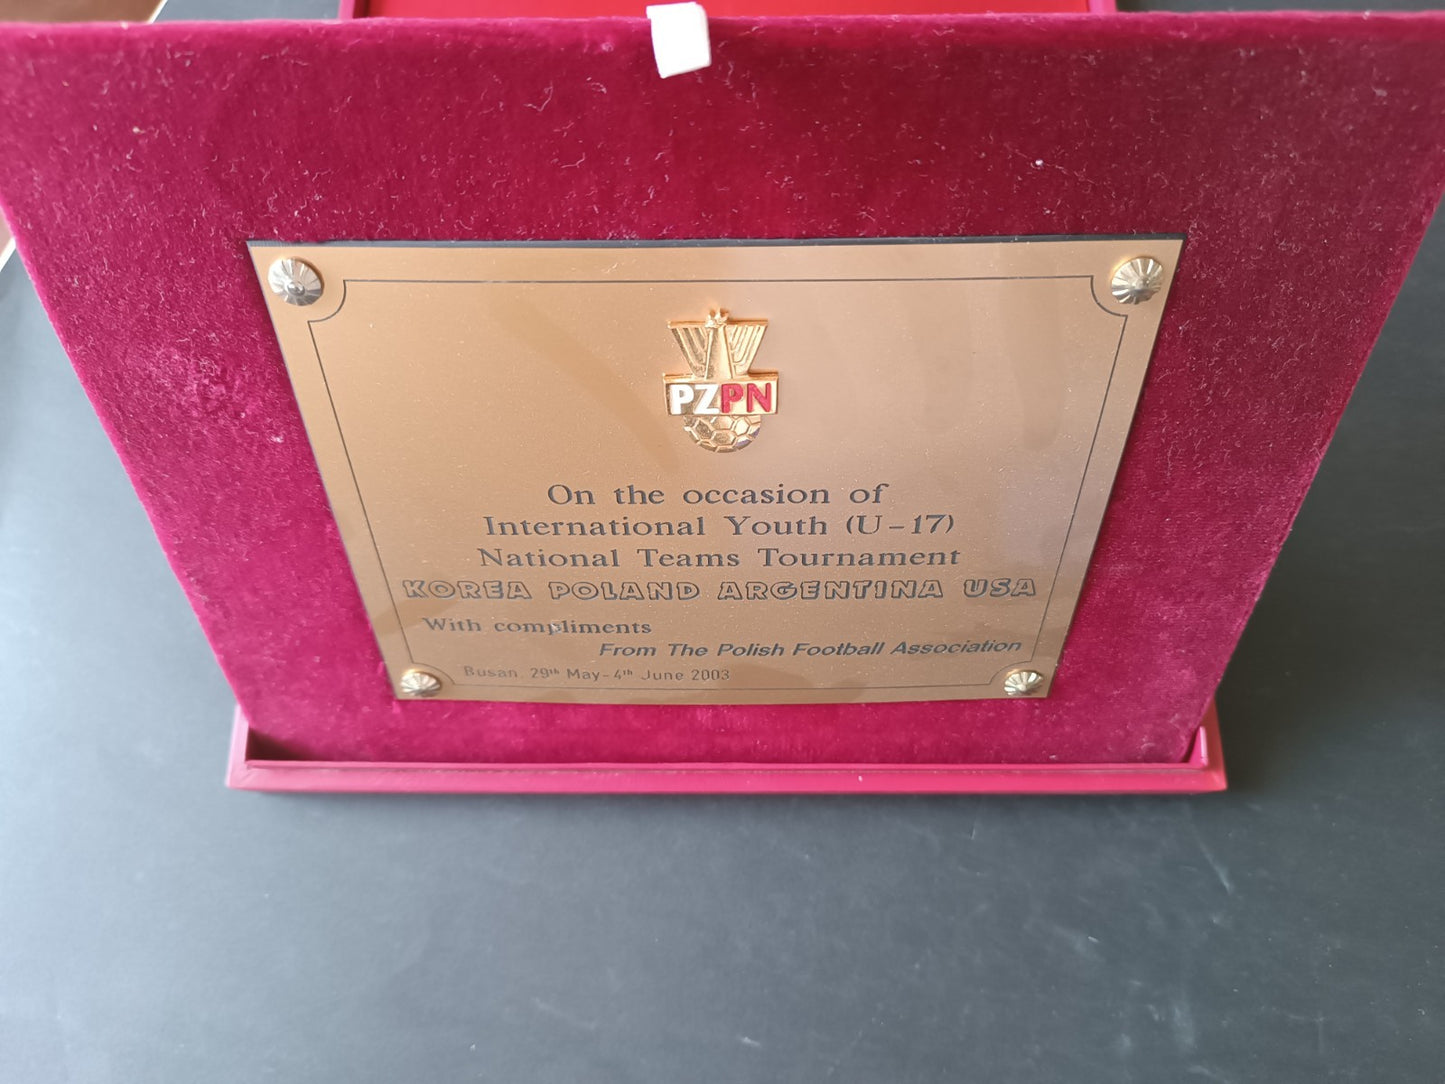 PZPN
On the occasion of
International Youth (U-17)
National Teams Tournament
KOREA POLAND ARGENTINA USA
With compliments
From The Polish Football Association
Busan, 29th May-4th June 2003